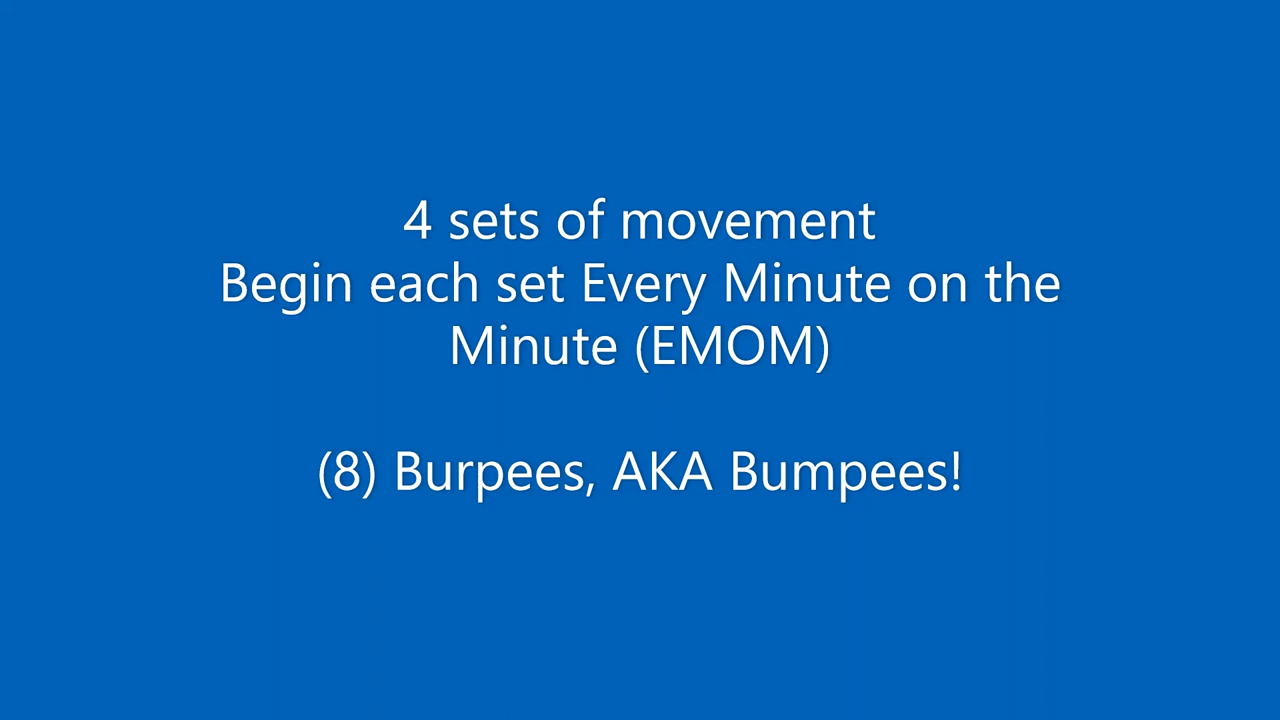 4 sets of movement
Begin each set Every Minute on the
Minute (EMOM)
(8) Burpees, AKA Bumpees!